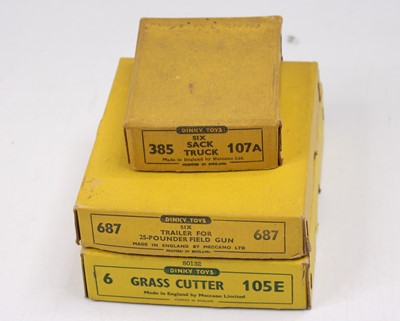 DINKY TOYS
SIX
385 SACK 107A
TRUCK
Made in England by Meccano Ltd.
DINKY TOYS
SIX
687 TRAILER FOR 687
25-POUNDER FIELD GUN
MADE IN ENGLAND BY MECCANO LTD
50132
DINKY TOYS
6 GRASS CUTTER 105E
Made in England by Meccano Limited